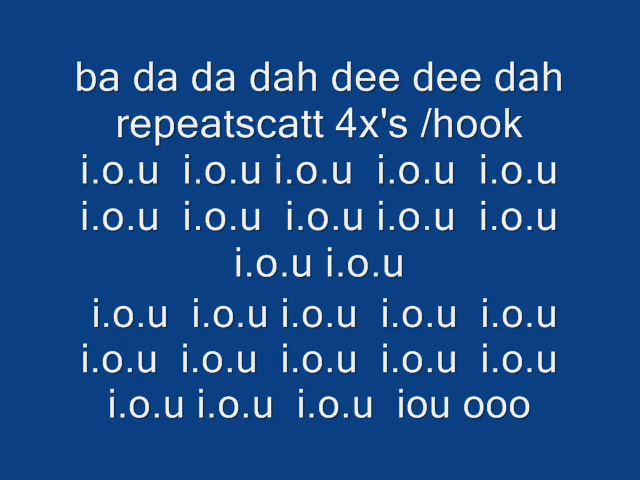 ba da da dah dee dee dah
repeatscatt 4x's /hook
i.o.u  i.o.u i.o.u  i.o.u  i.o.u
i.o.u  i.o.u  i.o.u i.o.u  i.o.u
i.o.u i.o.u
i.o.u  i.o.u i.o.u  i.o.u  i.o.u
i.o.u  i.o.u  i.o.u  i.o.u  i.o.u
i.o.u i.o.u  i.o.u  iou ooo